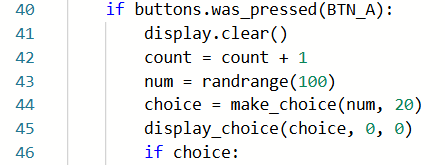 40 if buttons.was_pressed(BTN_A):
41 display.clear()
42 count = count + 1
43 num = randrange(100)
44 choice = make_choice(num, 20)
45 display_choice(choice, 0, 0)
46 if choice: